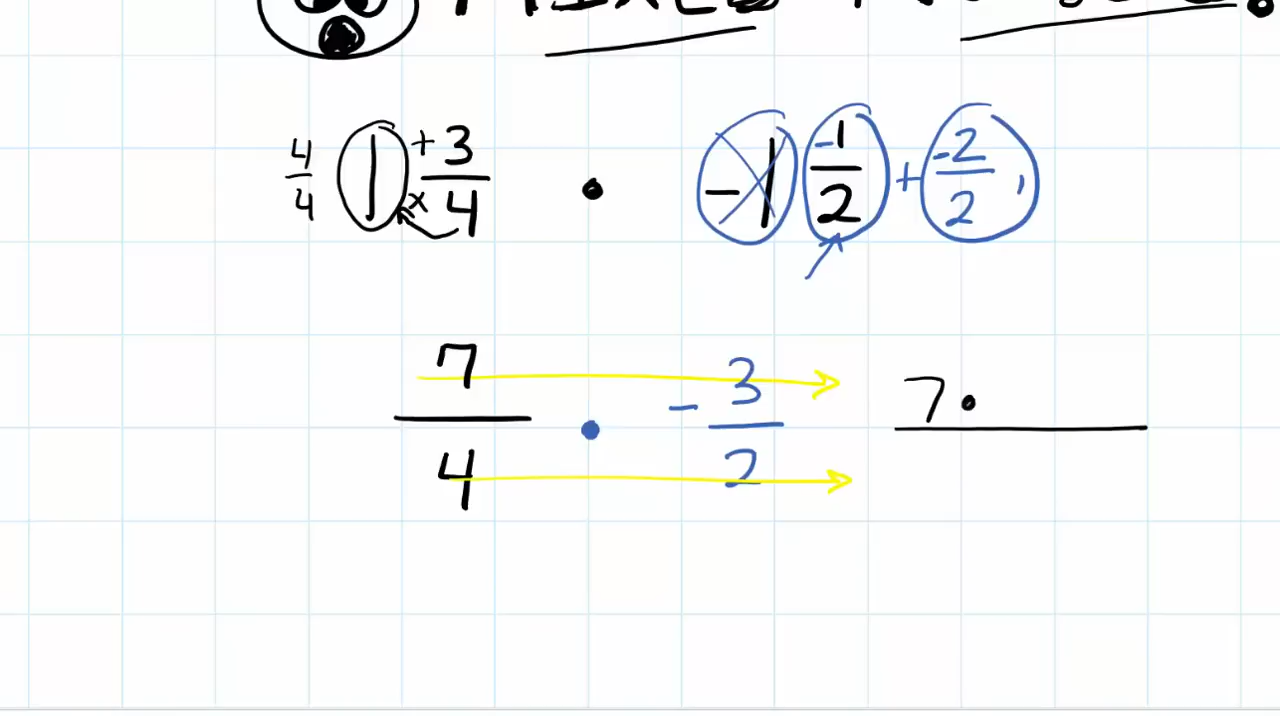 4/4 1 + 3/4 × • -1 -1/2 + -2/2
7/4 • - 3/2 7 •